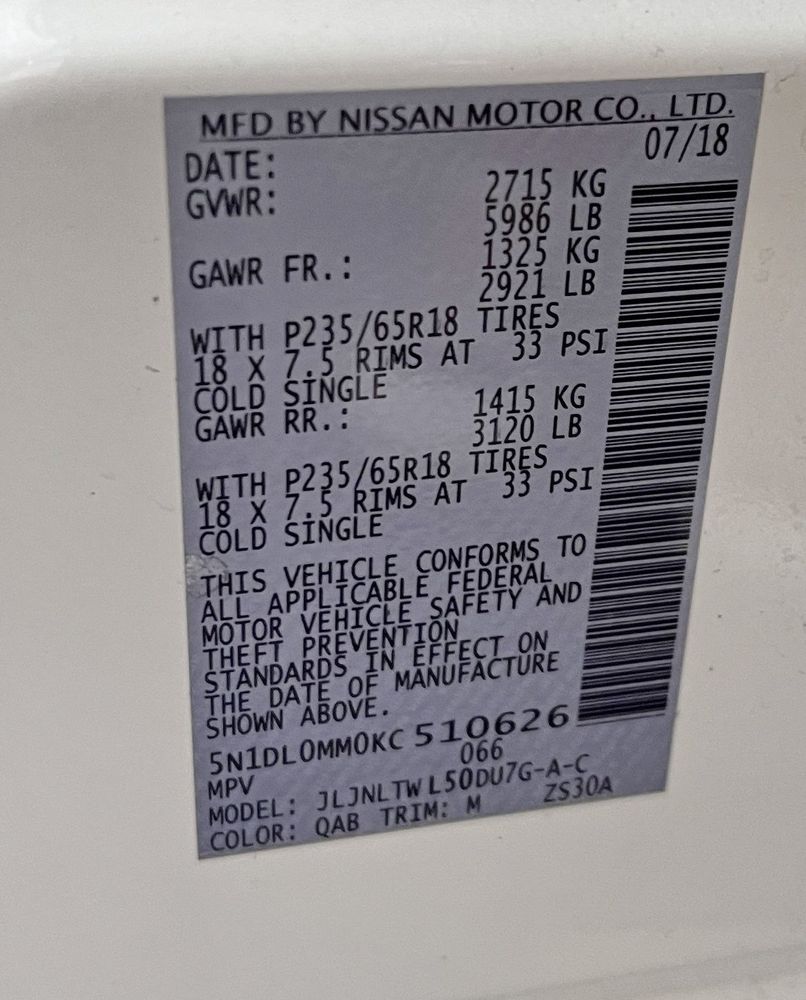 MFD BY NISSAN MOTOR CO., LTD.
DATE: 07/18
GVWR: 2715 KG
5986 LB
GAWR FR.: 1325 KG
2921 LB
WITH P235/65R18 TIRES
18 X 7.5 RIMS AT 33 PSI
COLD SINGLE
GAWR RR.: 1415 KG
3120 LB
WITH P235/65R18 TIRES
18 X 7.5 RIMS AT 33 PSI
COLD SINGLE
THIS VEHICLE CONFORMS TO
ALL APPLICABLE FEDERAL
MOTOR VEHICLE SAFETY AND
THEFT PREVENTION
STANDARDS IN EFFECT ON
THE DATE OF MANUFACTURE
SHOWN ABOVE.
5N1DL0MM0KC 510626
MPV 066
MODEL: JLJNLTW L50DU7G-A-C
COLOR: QAB TRIM: M ZS30A